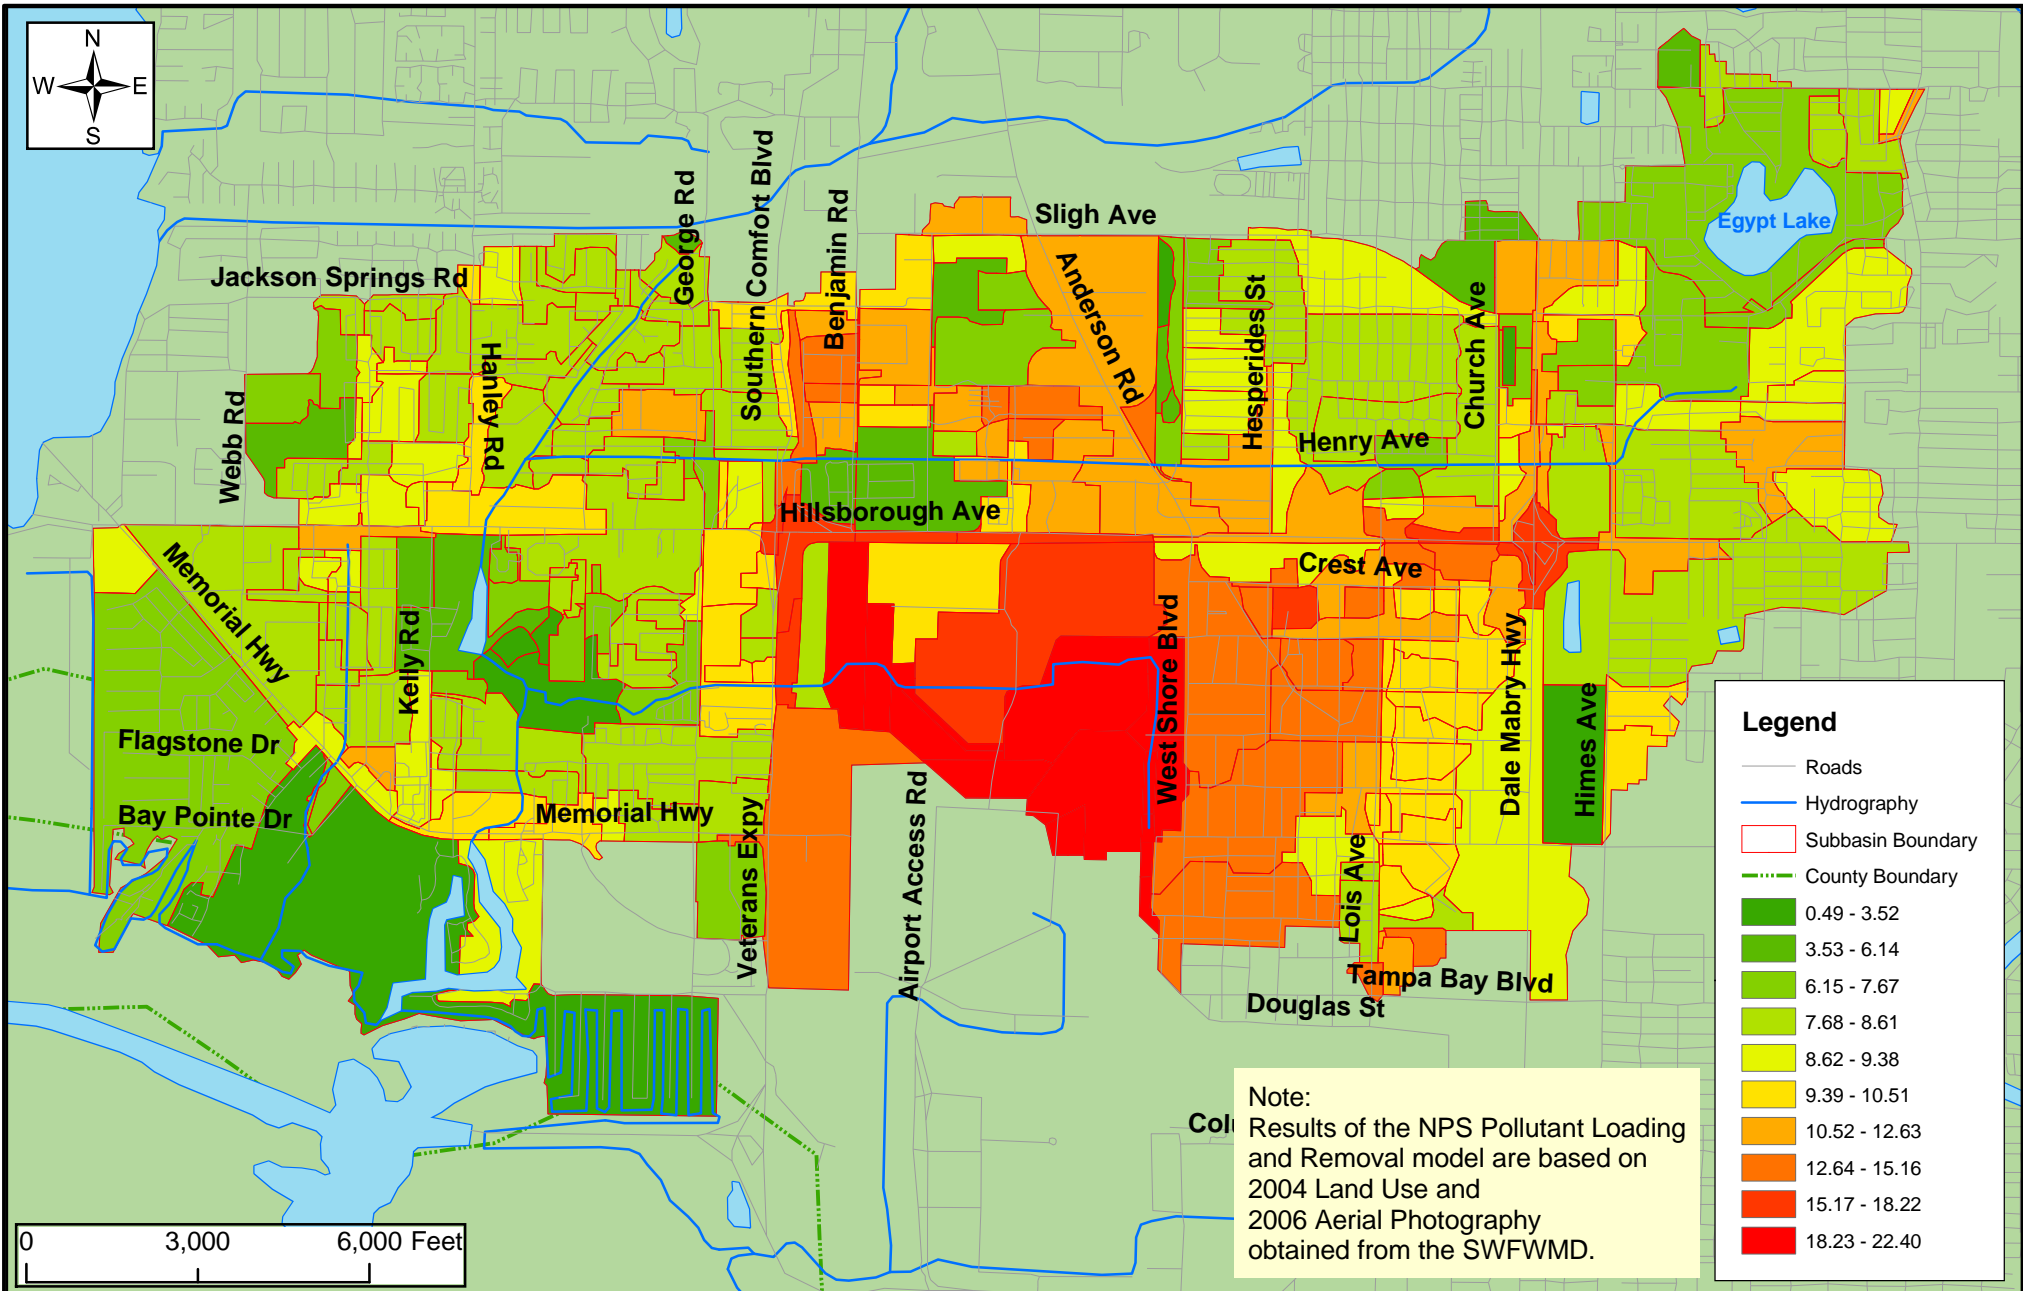 N
W
E
S
Sligh Ave
Egypt Lake
Jackson Springs Rd
George Rd
Southern Comfort Blvd
Benjamin Rd
Anderson Rd
Hesperides St
Church Ave
Hanley Rd
Webb Rd
Henry Ave
Hillsborough Ave
Memorial Hwy
Crest Ave
Kelly Rd
West Shore Blvd
Dale Mabry Hwy
Himes Ave
Flagstone Dr
Bay Pointe Dr
Memorial Hwy
Veterans Expy
Airport Access Rd
Lois Ave
Tampa Bay Blvd
Douglas St
Colu
Legend
Roads
Hydrography
Subbasin Boundary
County Boundary
0.49 - 3.52
3.53 - 6.14
6.15 - 7.67
7.68 - 8.61
8.62 - 9.38
9.39 - 10.51
10.52 - 12.63
12.64 - 15.16
15.17 - 18.22
18.23 - 22.40
Note:
Results of the NPS Pollutant Loading
and Removal model are based on
2004 Land Use and
2006 Aerial Photography
obtained from the SWFWMD.
0 3,000 6,000 Feet